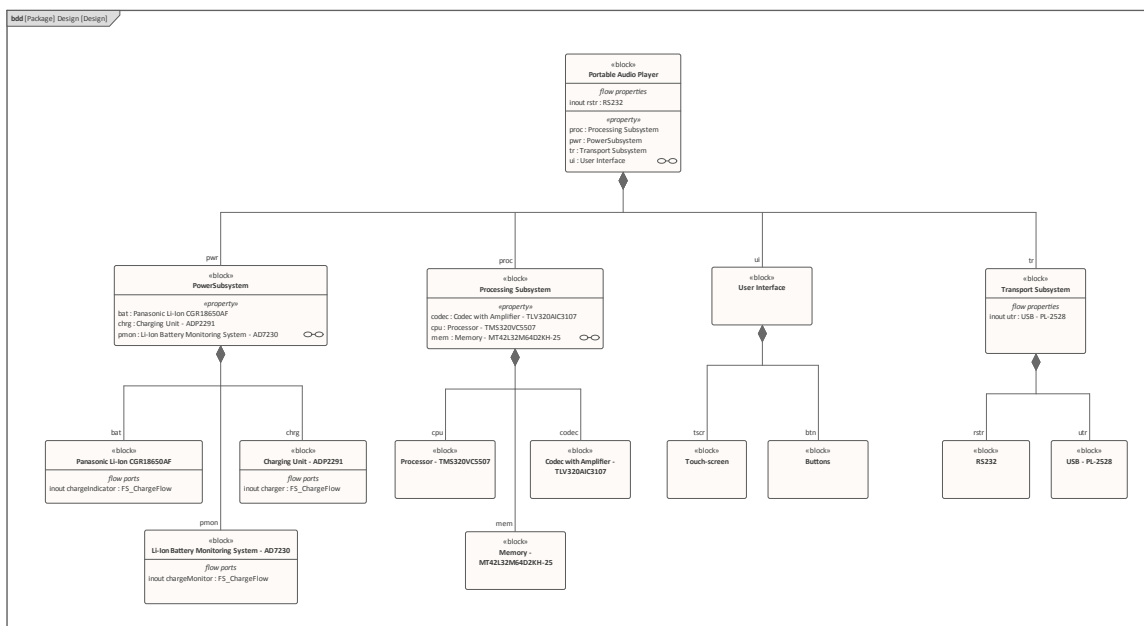 bdd [Package] Design [Design]
«block»
Portable Audio Player
flow properties
inout rstr : RS232
«property»
proc : Processing Subsystem
pwr : PowerSubsystem
tr : Transport Subsystem
ui : User Interface
pwr
proc
ui
tr
«block»
PowerSubsystem
«property»
bat : Panasonic Li-Ion CGR18650AF
chrg : Charging Unit - ADP2291
pmon : Li-Ion Battery Monitoring System - AD7230
«block»
Processing Subsystem
«property»
codec : Codec with Amplifier - TLV320AIC3107
cpu : Processor - TMS320VC5507
mem : Memory - MT42L32M64D2KH-25
«block»
User Interface
«block»
Transport Subsystem
flow properties
inout utr : USB - PL-2528
bat
chrg
cpu
codec
tscr
btn
rstr
utr
«block»
Panasonic Li-Ion CGR18650AF
flow parts
inout chargeIndicator : FS_ChargeFlow
«block»
Charging Unit - ADP2291
flow parts
inout charger : FS_ChargeFlow
«block»
Processor - TMS320VC5507
«block»
Codec with Amplifier -
TLV320AIC3107
«block»
Touch-screen
«block»
Buttons
«block»
RS232
«block»
USB - PL-2528
pmon
mem
«block»
Li-Ion Battery Monitoring System - AD7230
flow parts
inout chargeMonitor : FS_ChargeFlow
«block»
Memory -
MT42L32M64D2KH-25